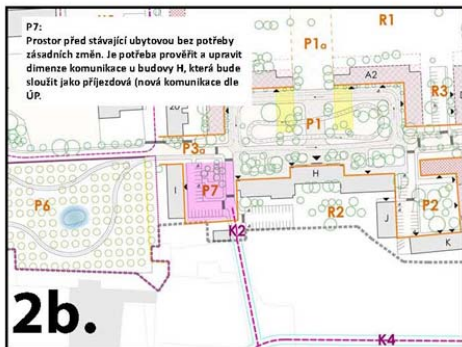 P7:
Prostor před stávající ubytovou bez potřeby
zásadních změn. Je potřeba prověřit a upravit
dimenze komunikace u budovy H, která bude
sloužit jako příjezdová (nová komunikace dle
ÚP.
R1
P1a
A2
R3
P1
P3a
P6
I
P7
H
R2
J
P2
K
K2
2b.
K4